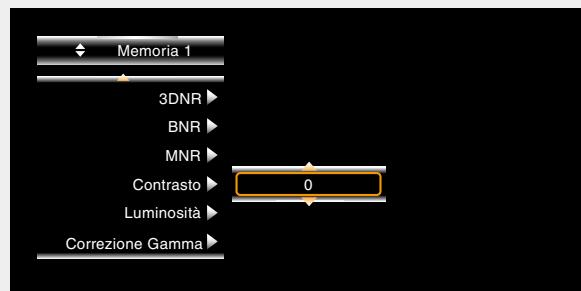 Memoria 1
3DNR
BNR
MNR
Contrasto 0
Luminosità
Correzione Gamma